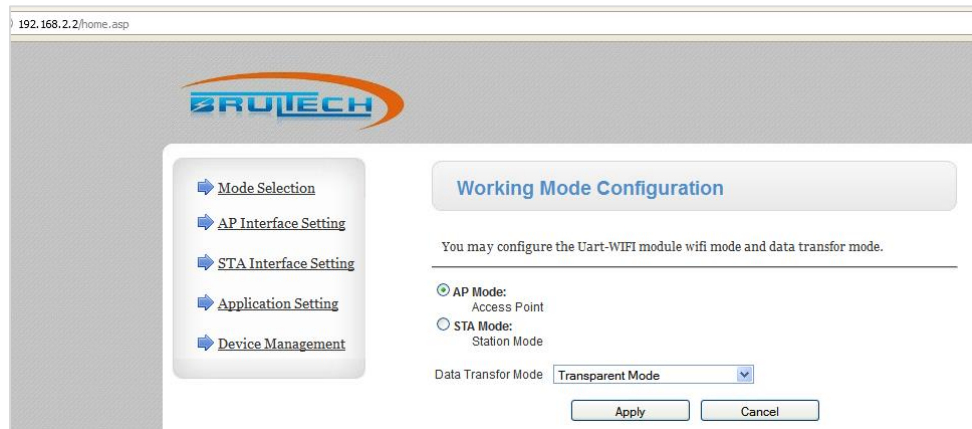 192.168.2.2/home.asp
BRULTECH
Mode Selection
AP Interface Setting
STA Interface Setting
Application Setting
Device Management
Working Mode Configuration
You may configure the Uart-WIFI module wifi mode and data transfor mode.
AP Mode:
Access Point
STA Mode:
Station Mode
Data Transfor Mode Transparent Mode
Apply Cancel